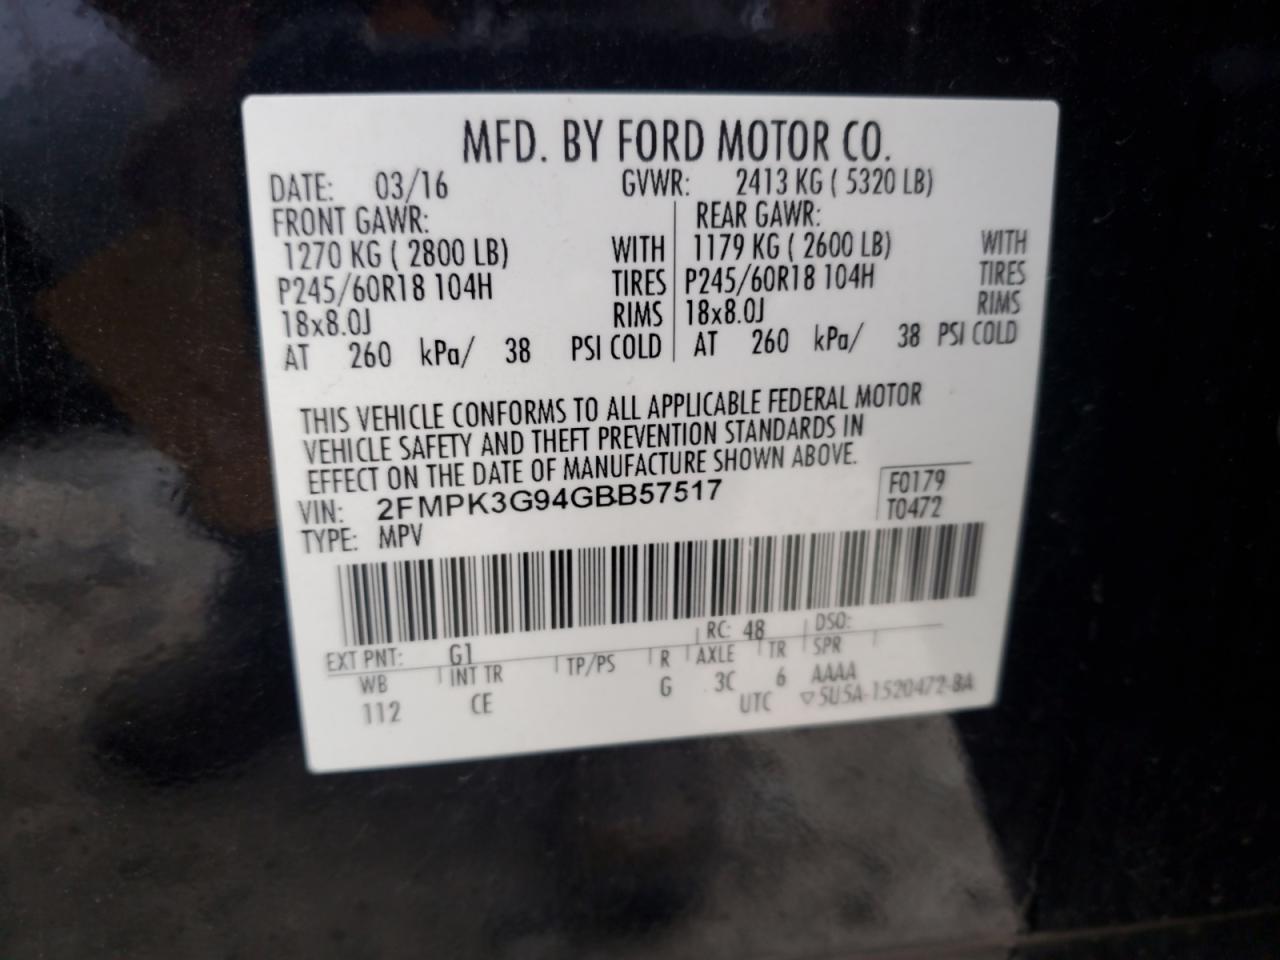 MFD. BY FORD MOTOR CO.
DATE: 03/16 GVWR: 2413 KG ( 5320 LB)
FRONT GAWR: REAR GAWR:
1270 KG ( 2800 LB) WITH 1179 KG ( 2600 LB) WITH
P245/60R18 104H TIRES P245/60R18 104H TIRES
18x8.0J RIMS 18x8.0J RIMS
AT 260 kPa/ 38 PSI COLD AT 260 kPa/ 38 PSI COLD
THIS VEHICLE CONFORMS TO ALL APPLICABLE FEDERAL MOTOR
VEHICLE SAFETY AND THEFT PREVENTION STANDARDS IN
EFFECT ON THE DATE OF MANUFACTURE SHOWN ABOVE.
VIN: 2FMPK3G94GBB57517 F0179
TYPE: MPV T0472
EXT PNT: G1 RC: 48 DSO:
WB INT TR TP/PS R AXLE TR SPR
112 CE G 3C 6 AAAA
UTC ▽5U5A-1520472-BA